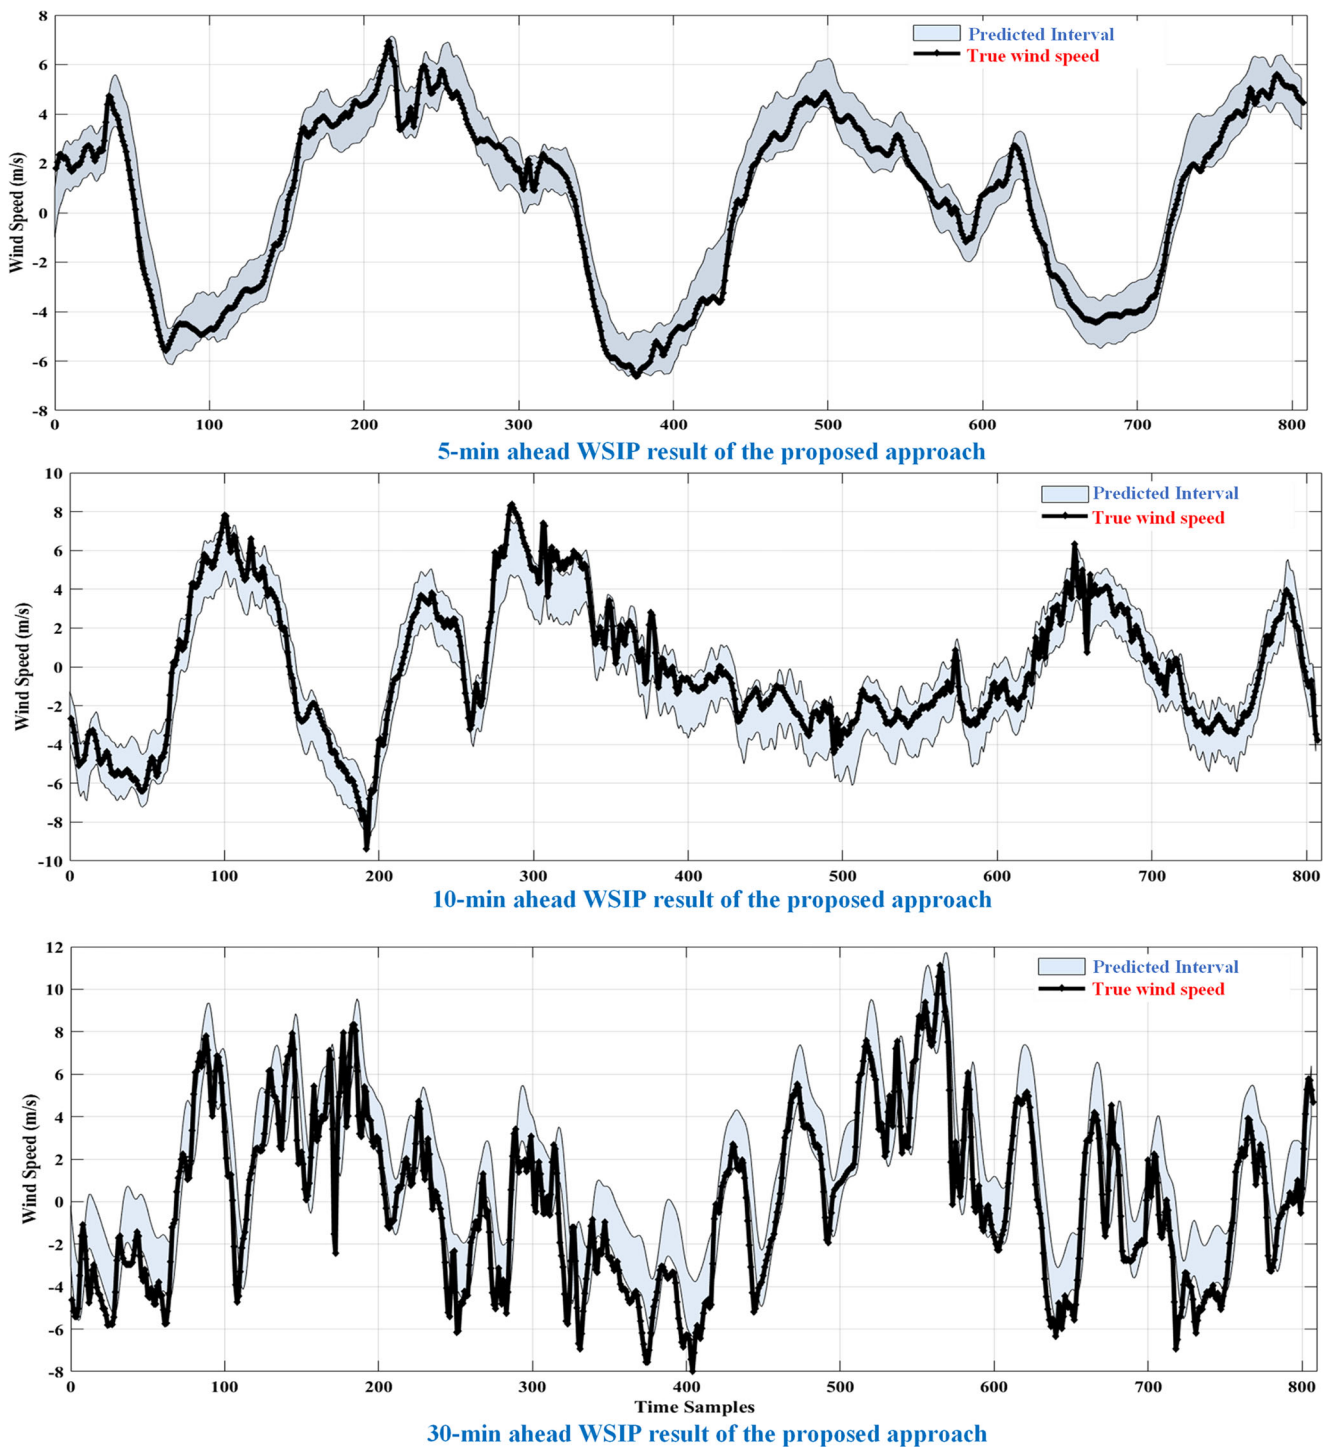 8
6
4
2
0
-2
-4
-6
-8
Wind Speed (m/s)
Predicted Interval
True wind speed
0 100 200 300 400 500 600 700 800
5-min ahead WSIP result of the proposed approach
10
8
6
4
2
0
-2
-4
-6
-8
-10
Wind Speed (m/s)
Predicted Interval
True wind speed
0 100 200 300 400 500 600 700 800
10-min ahead WSIP result of the proposed approach
12
10
8
6
4
2
0
-2
-4
-6
-8
Wind Speed (m/s)
Predicted Interval
True wind speed
0 100 200 300 400 500 600 700 800
Time Samples
30-min ahead WSIP result of the proposed approach